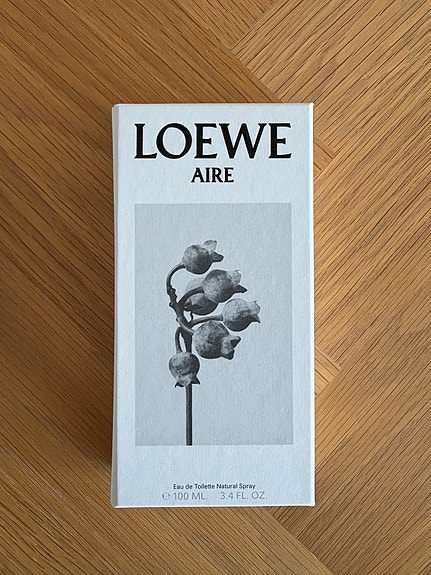 LOEWE
AIRE
Eau de Toilette Natural Spray
℮ 100 ML. 3.4 FL. OZ.